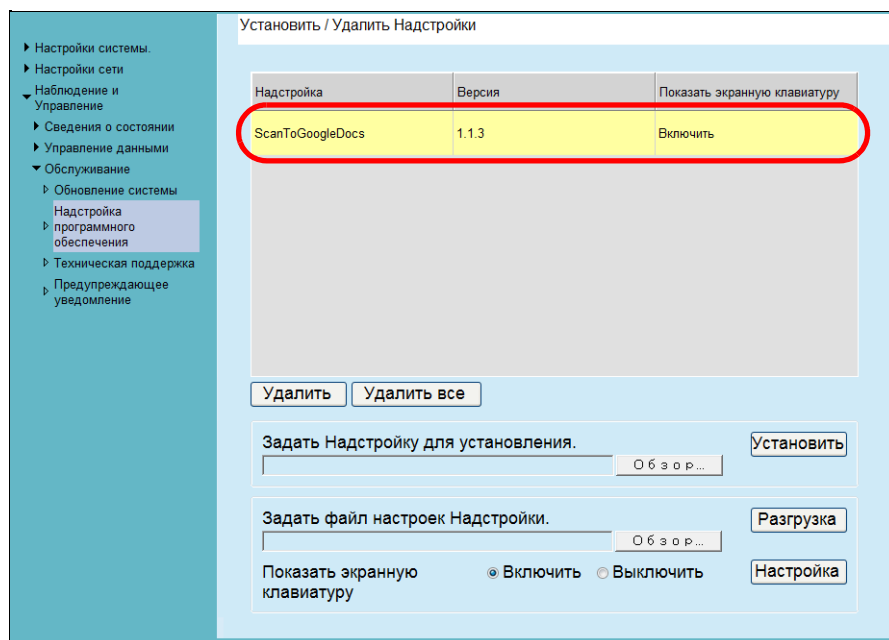 Установить / Удалить Надстройки
Настройки системы.
Настройки сети
Наблюдение и
Управление
Сведения о состоянии
Управление данными
Обслуживание
Обновление системы
Надстройка
программного
обеспечения
Техническая поддержка
Предупреждающее
уведомление
Надстройка Версия Показать экранную клавиатуру
ScanToGoogleDocs 1.1.3 Включить
Удалить Удалить все
Задать Надстройку для установления. Установить
Обзор...
Задать файл настроек Надстройки. Разгрузка
Обзор...
Показать экранную Включить Выключить Настройка
клавиатуру